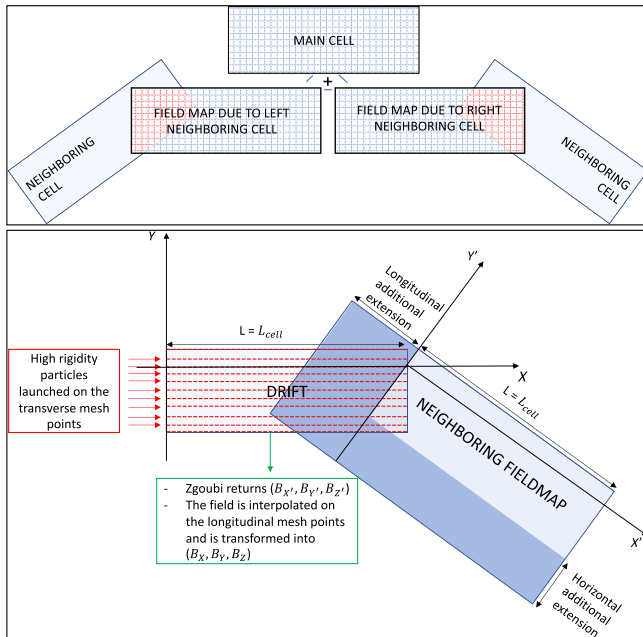 MAIN CELL
+
FIELD MAP DUE TO LEFT
NEIGHBORING CELL
FIELD MAP DUE TO RIGHT
NEIGHBORING CELL
NEIGHBORING
CELL
NEIGHBORING
CELL
Y
Y'
Longitudinal
additional
extension
L = L_cell
High rigidity
particles
launched on the
transverse mesh
points
X
DRIFT
L = L_cell
NEIGHBORING FIELDMAP
X'
- Zgoubi returns (B_X', B_Y', B_Z')
- The field is interpolated on
the longitudinal mesh points
and is transformed into
(B_X, B_Y, B_Z)
Horizontal
additional
extension